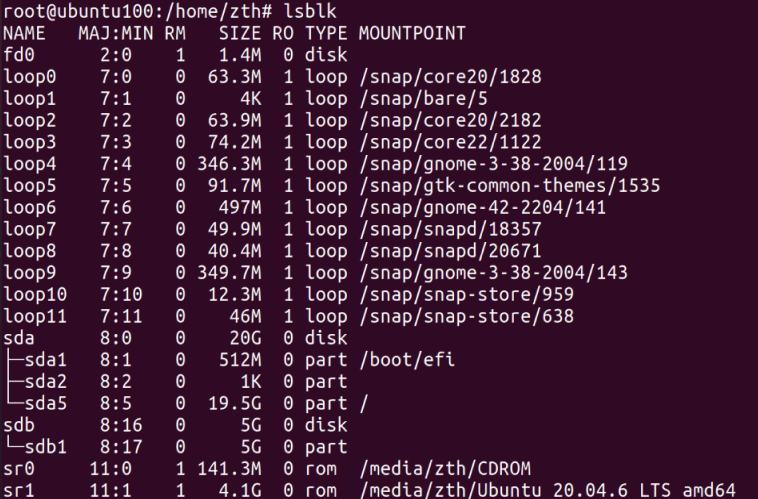 root@ubuntu100:/home/zth# lsblk
NAME   MAJ:MIN RM   SIZE RO TYPE MOUNTPOINT
fd0      2:0    1   1.4M  0 disk
loop0    7:0    0  63.3M  1 loop /snap/core20/1828
loop1    7:1    0     4K  1 loop /snap/bare/5
loop2    7:2    0  63.9M  1 loop /snap/core20/2182
loop3    7:3    0  74.2M  1 loop /snap/core22/1122
loop4    7:4    0 346.3M  1 loop /snap/gnome-3-38-2004/119
loop5    7:5    0  91.7M  1 loop /snap/gtk-common-themes/1535
loop6    7:6    0   497M  1 loop /snap/gnome-42-2204/141
loop7    7:7    0  49.9M  1 loop /snap/snapd/18357
loop8    7:8    0  40.4M  1 loop /snap/snapd/20671
loop9    7:9    0 349.7M  1 loop /snap/gnome-3-38-2004/143
loop10   7:10   0  12.3M  1 loop /snap/snap-store/959
loop11   7:11   0    46M  1 loop /snap/snap-store/638
sda      8:0    0    20G  0 disk
├─sda1   8:1    0   512M  0 part /boot/efi
├─sda2   8:2    0     1K  0 part
└─sda5   8:5    0  19.5G  0 part /
sdb      8:16   0     5G  0 disk
└─sdb1   8:17   0     5G  0 part
sr0     11:0    1 141.3M  0 rom  /media/zth/CDROM
sr1     11:1    1   4.1G  0 rom  /media/zth/Ubuntu 20.04.6 LTS amd64